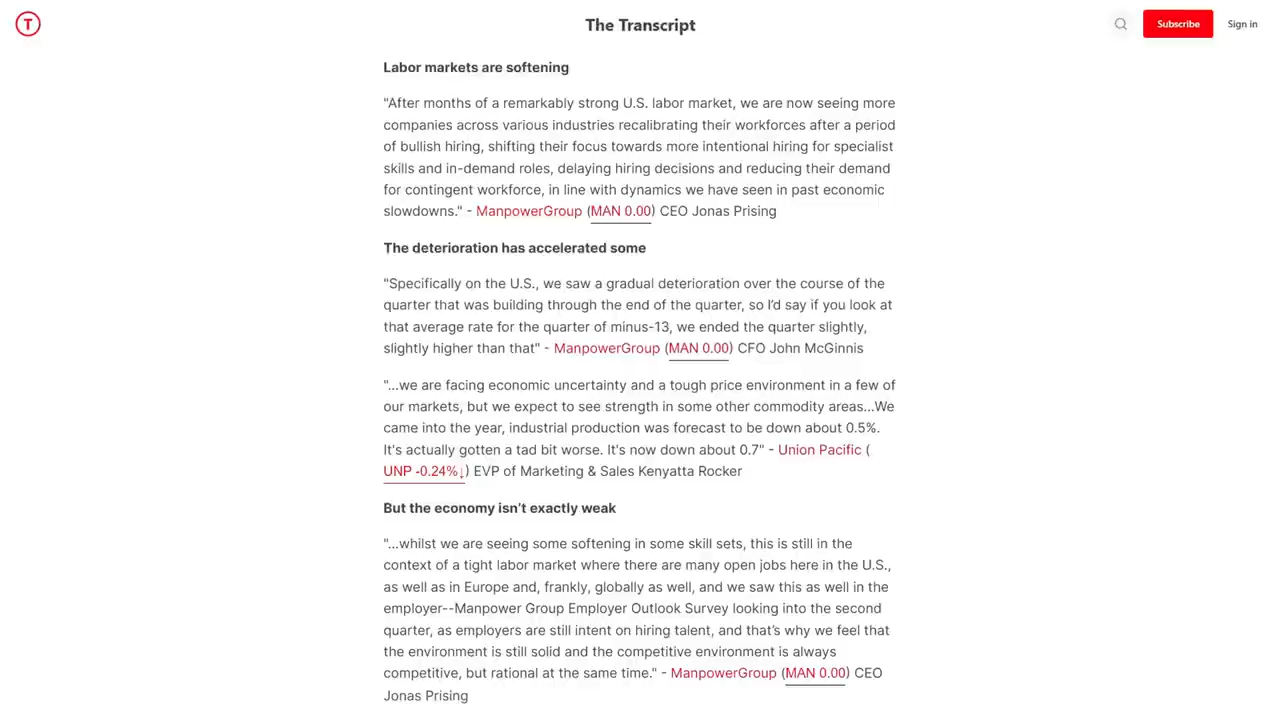 T
The Transcript
Subscribe
Sign in
Labor markets are softening
"After months of a remarkably strong U.S. labor market, we are now seeing more
companies across various industries recalibrating their workforces after a period
of bullish hiring, shifting their focus towards more intentional hiring for specialist
skills and in-demand roles, delaying hiring decisions and reducing their demand
for contingent workforce, in line with dynamics we have seen in past economic
slowdowns." - ManpowerGroup (MAN 0.00) CEO Jonas Prising
The deterioration has accelerated some
"Specifically on the U.S., we saw a gradual deterioration over the course of the
quarter that was building through the end of the quarter, so I'd say if you look at
that average rate for the quarter of minus-13, we ended the quarter slightly,
slightly higher than that" - ManpowerGroup (MAN 0.00) CFO John McGinnis
"...we are facing economic uncertainty and a tough price environment in a few of
our markets, but we expect to see strength in some other commodity areas...We
came into the year, industrial production was forecast to be down about 0.5%.
It's actually gotten a tad bit worse. It's now down about 0.7" - Union Pacific (
UNP -0.24%↓) EVP of Marketing & Sales Kenyatta Rocker
But the economy isn't exactly weak
"...whilst we are seeing some softening in some skill sets, this is still in the
context of a tight labor market where there are many open jobs here in the U.S.,
as well as in Europe and, frankly, globally as well, and we saw this as well in the
employer--Manpower Group Employer Outlook Survey looking into the second
quarter, as employers are still intent on hiring talent, and that's why we feel that
the environment is still solid and the competitive environment is always
competitive, but rational at the same time." - ManpowerGroup (MAN 0.00) CEO
Jonas Prising